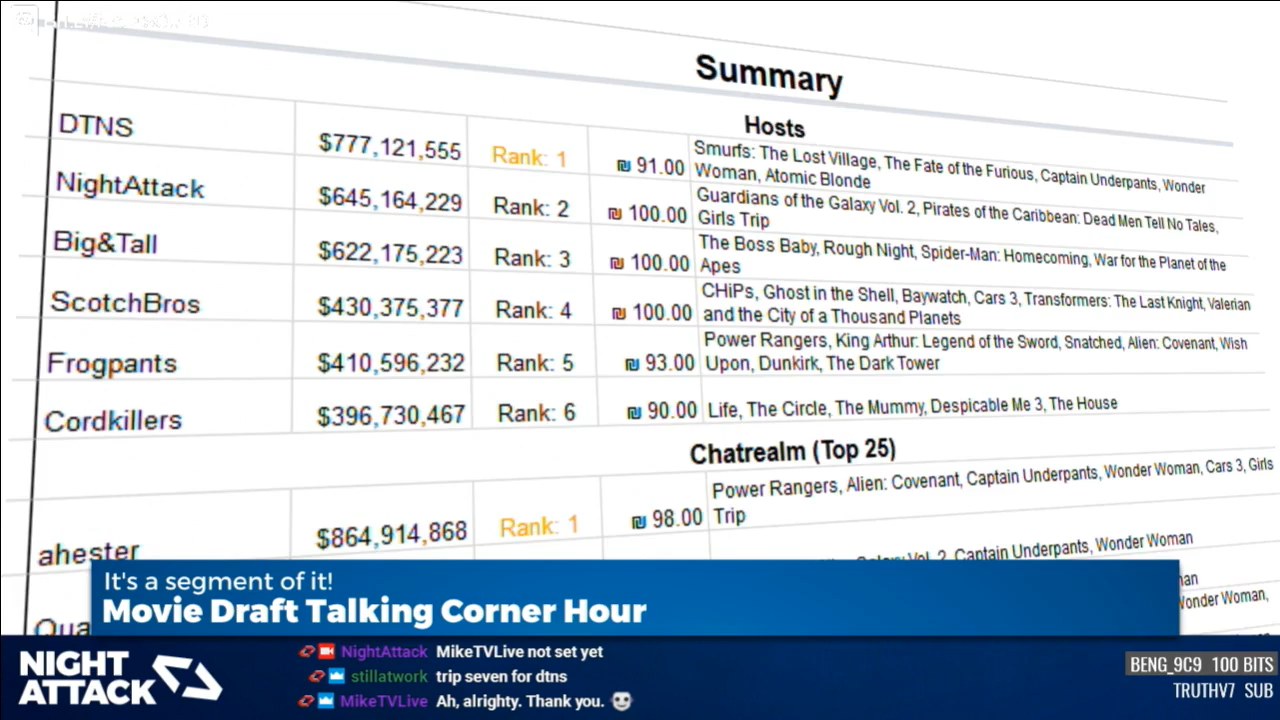 Summary
Hosts
DTNS $777,121,555 Rank: 1 ₪ 91.00 Smurfs: The Lost Village, The Fate of the Furious, Captain Underpants, Wonder
Woman, Atomic Blonde
NightAttack $645,164,229 Rank: 2 ₪ 100.00 Guardians of the Galaxy Vol. 2, Pirates of the Caribbean: Dead Men Tell No Tales,
Girls Trip
Big&Tall $622,175,223 Rank: 3 ₪ 100.00 The Boss Baby, Rough Night, Spider-Man: Homecoming, War for the Planet of the
Apes
ScotchBros $430,375,377 Rank: 4 ₪ 100.00 CHiPs, Ghost in the Shell, Baywatch, Cars 3, Transformers: The Last Knight, Valerian
and the City of a Thousand Planets
Frogpants $410,596,232 Rank: 5 ₪ 93.00 Power Rangers, King Arthur: Legend of the Sword, Snatched, Alien: Covenant, Wish
Upon, Dunkirk, The Dark Tower
Cordkillers $396,730,467 Rank: 6 ₪ 90.00 Life, The Circle, The Mummy, Despicable Me 3, The House
Chatrealm (Top 25)
ahester $864,914,868 Rank: 1 ₪ 98.00 Power Rangers, Alien: Covenant, Captain Underpants, Wonder Woman, Cars 3, Girls
Trip
Vol. 2, Captain Underpants, Wonder Woman
Wonder Woman,
It's a segment of it!
Movie Draft Talking Corner Hour
NIGHT
ATTACK
NightAttack MikeTVLive not set yet
stillatwork trip seven for dtns
MikeTVLive Ah, alrighty. Thank you.
BENG_9C9 100 BITS
TRUTHV7 SUB